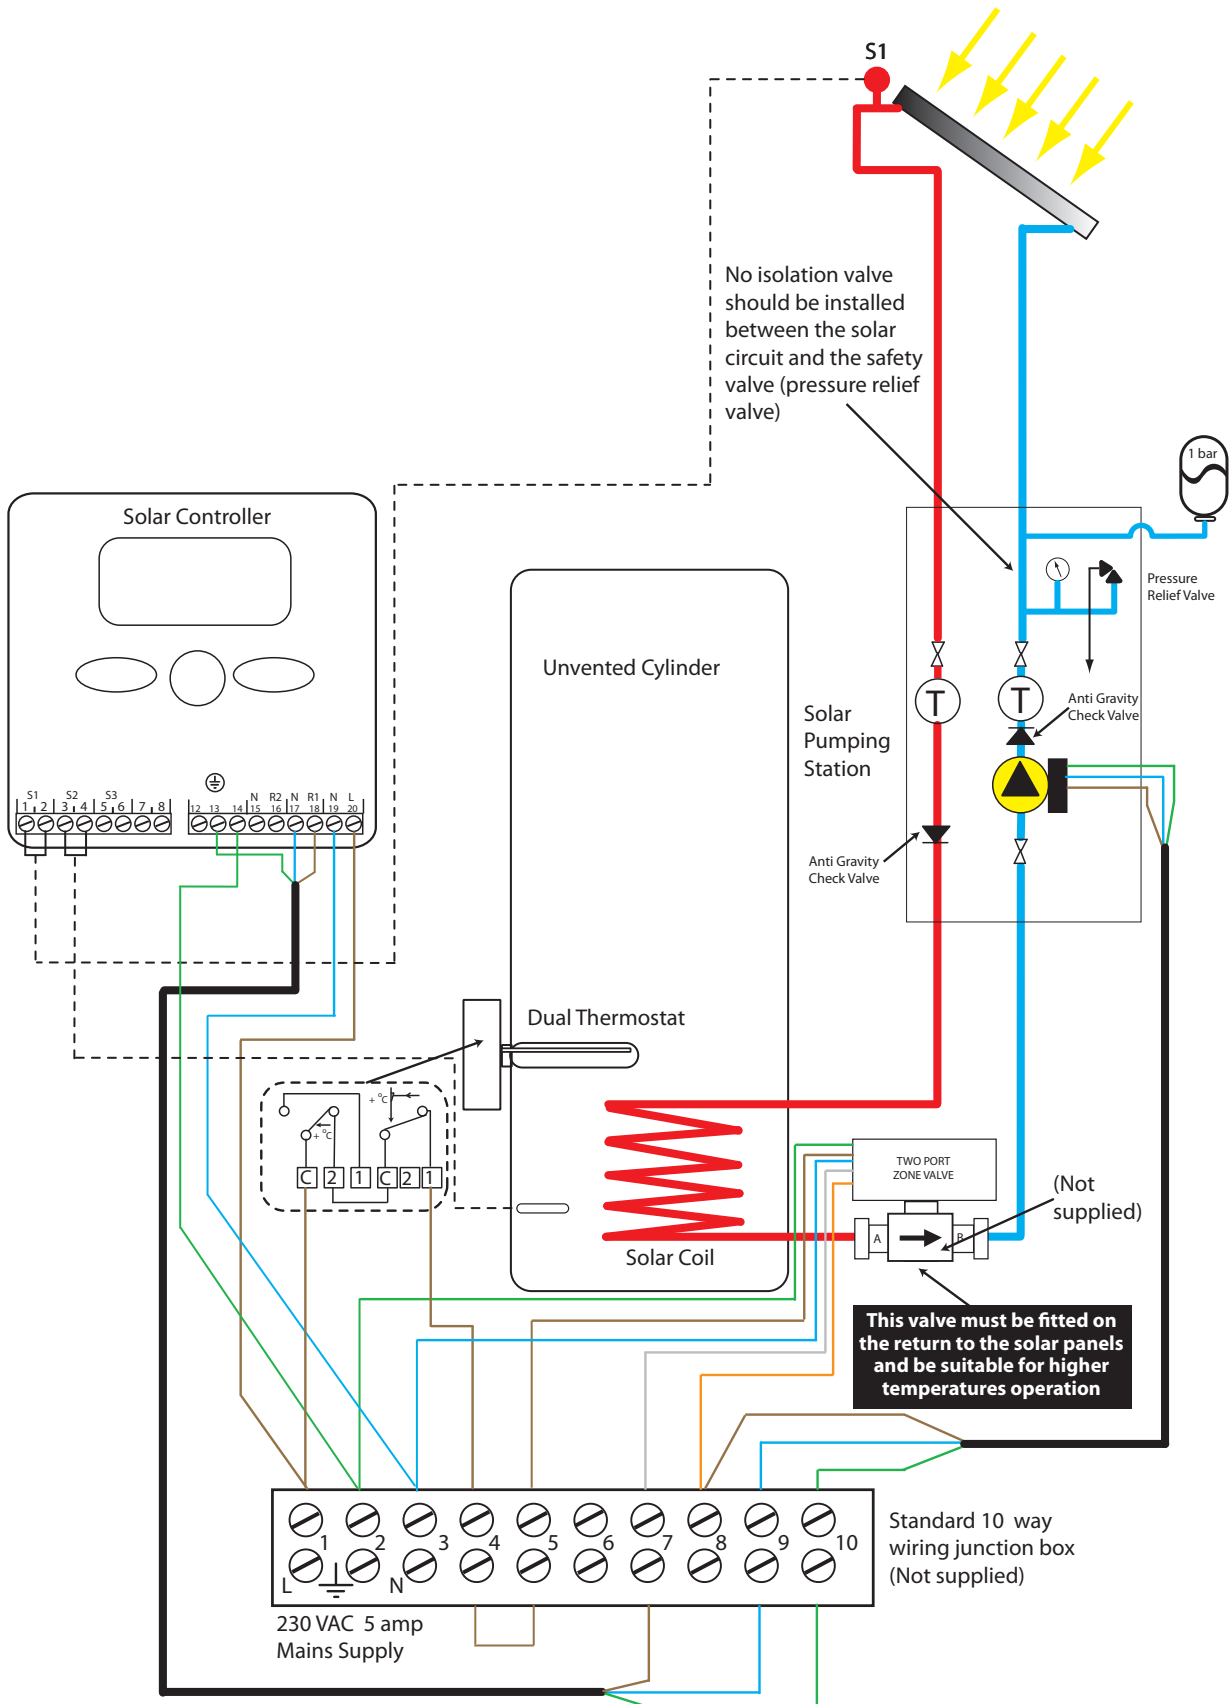 S1
No isolation valve
should be installed
between the solar
circuit and the safety
valve (pressure relief
valve)
1 bar
Solar Controller
Pressure
Relief Valve
Unvented Cylinder
Anti Gravity
Check Valve
Solar
Pumping
Station
T
T
S1 S2 S3
1 2 3 4 5 6 7 8
N R2 N R1 N L
12 13 14 15 16 17 18 19 20
Anti Gravity
Check Valve
Dual Thermostat
+ °C
+ °C
C 2 1 C 2 1
TWO PORT
ZONE VALVE
(Not
supplied)
A B
Solar Coil
This valve must be fitted on
the return to the solar panels
and be suitable for higher
temperatures operation
1 2 3 4 5 6 7 8 9 10
L N
Standard 10 way
wiring junction box
(Not supplied)
230 VAC 5 amp
Mains Supply